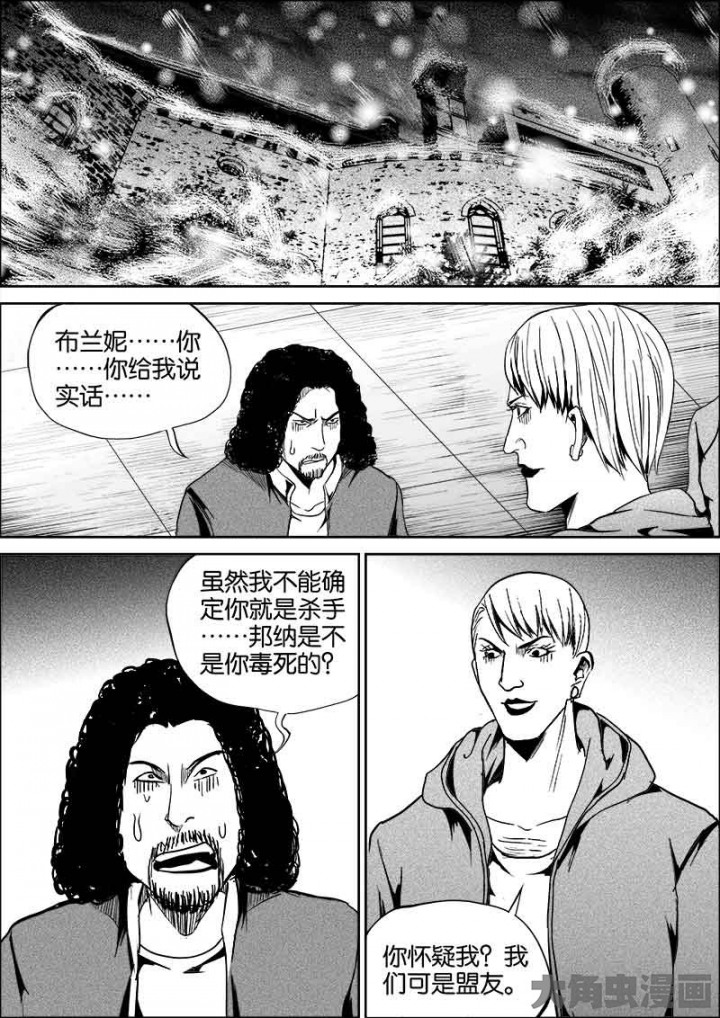 布兰妮……你
……你给我说
实话……
虽然我不能确
定你就是杀手
……邦纳是不
是你毒死的？
你怀疑我？我
们可是盟友。
大角虫漫画